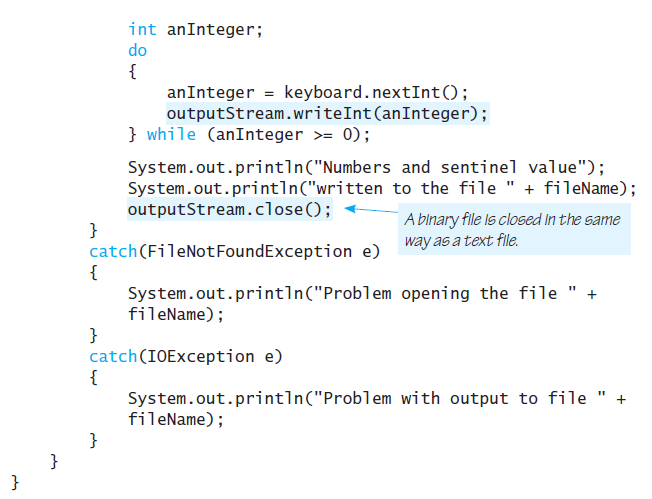 int anInteger;
do
{
anInteger = keyboard.nextInt();
outputStream.writeInt(anInteger);
} while (anInteger >= 0);
System.out.println("Numbers and sentinel value");
System.out.println("written to the file " + fileName);
outputStream.close();
A binary file is closed in the same
way as a text file.
}
catch(FileNotFoundException e)
{
System.out.println("Problem opening the file " +
fileName);
}
catch(IOException e)
{
System.out.println("Problem with output to file " +
fileName);
}
}
}